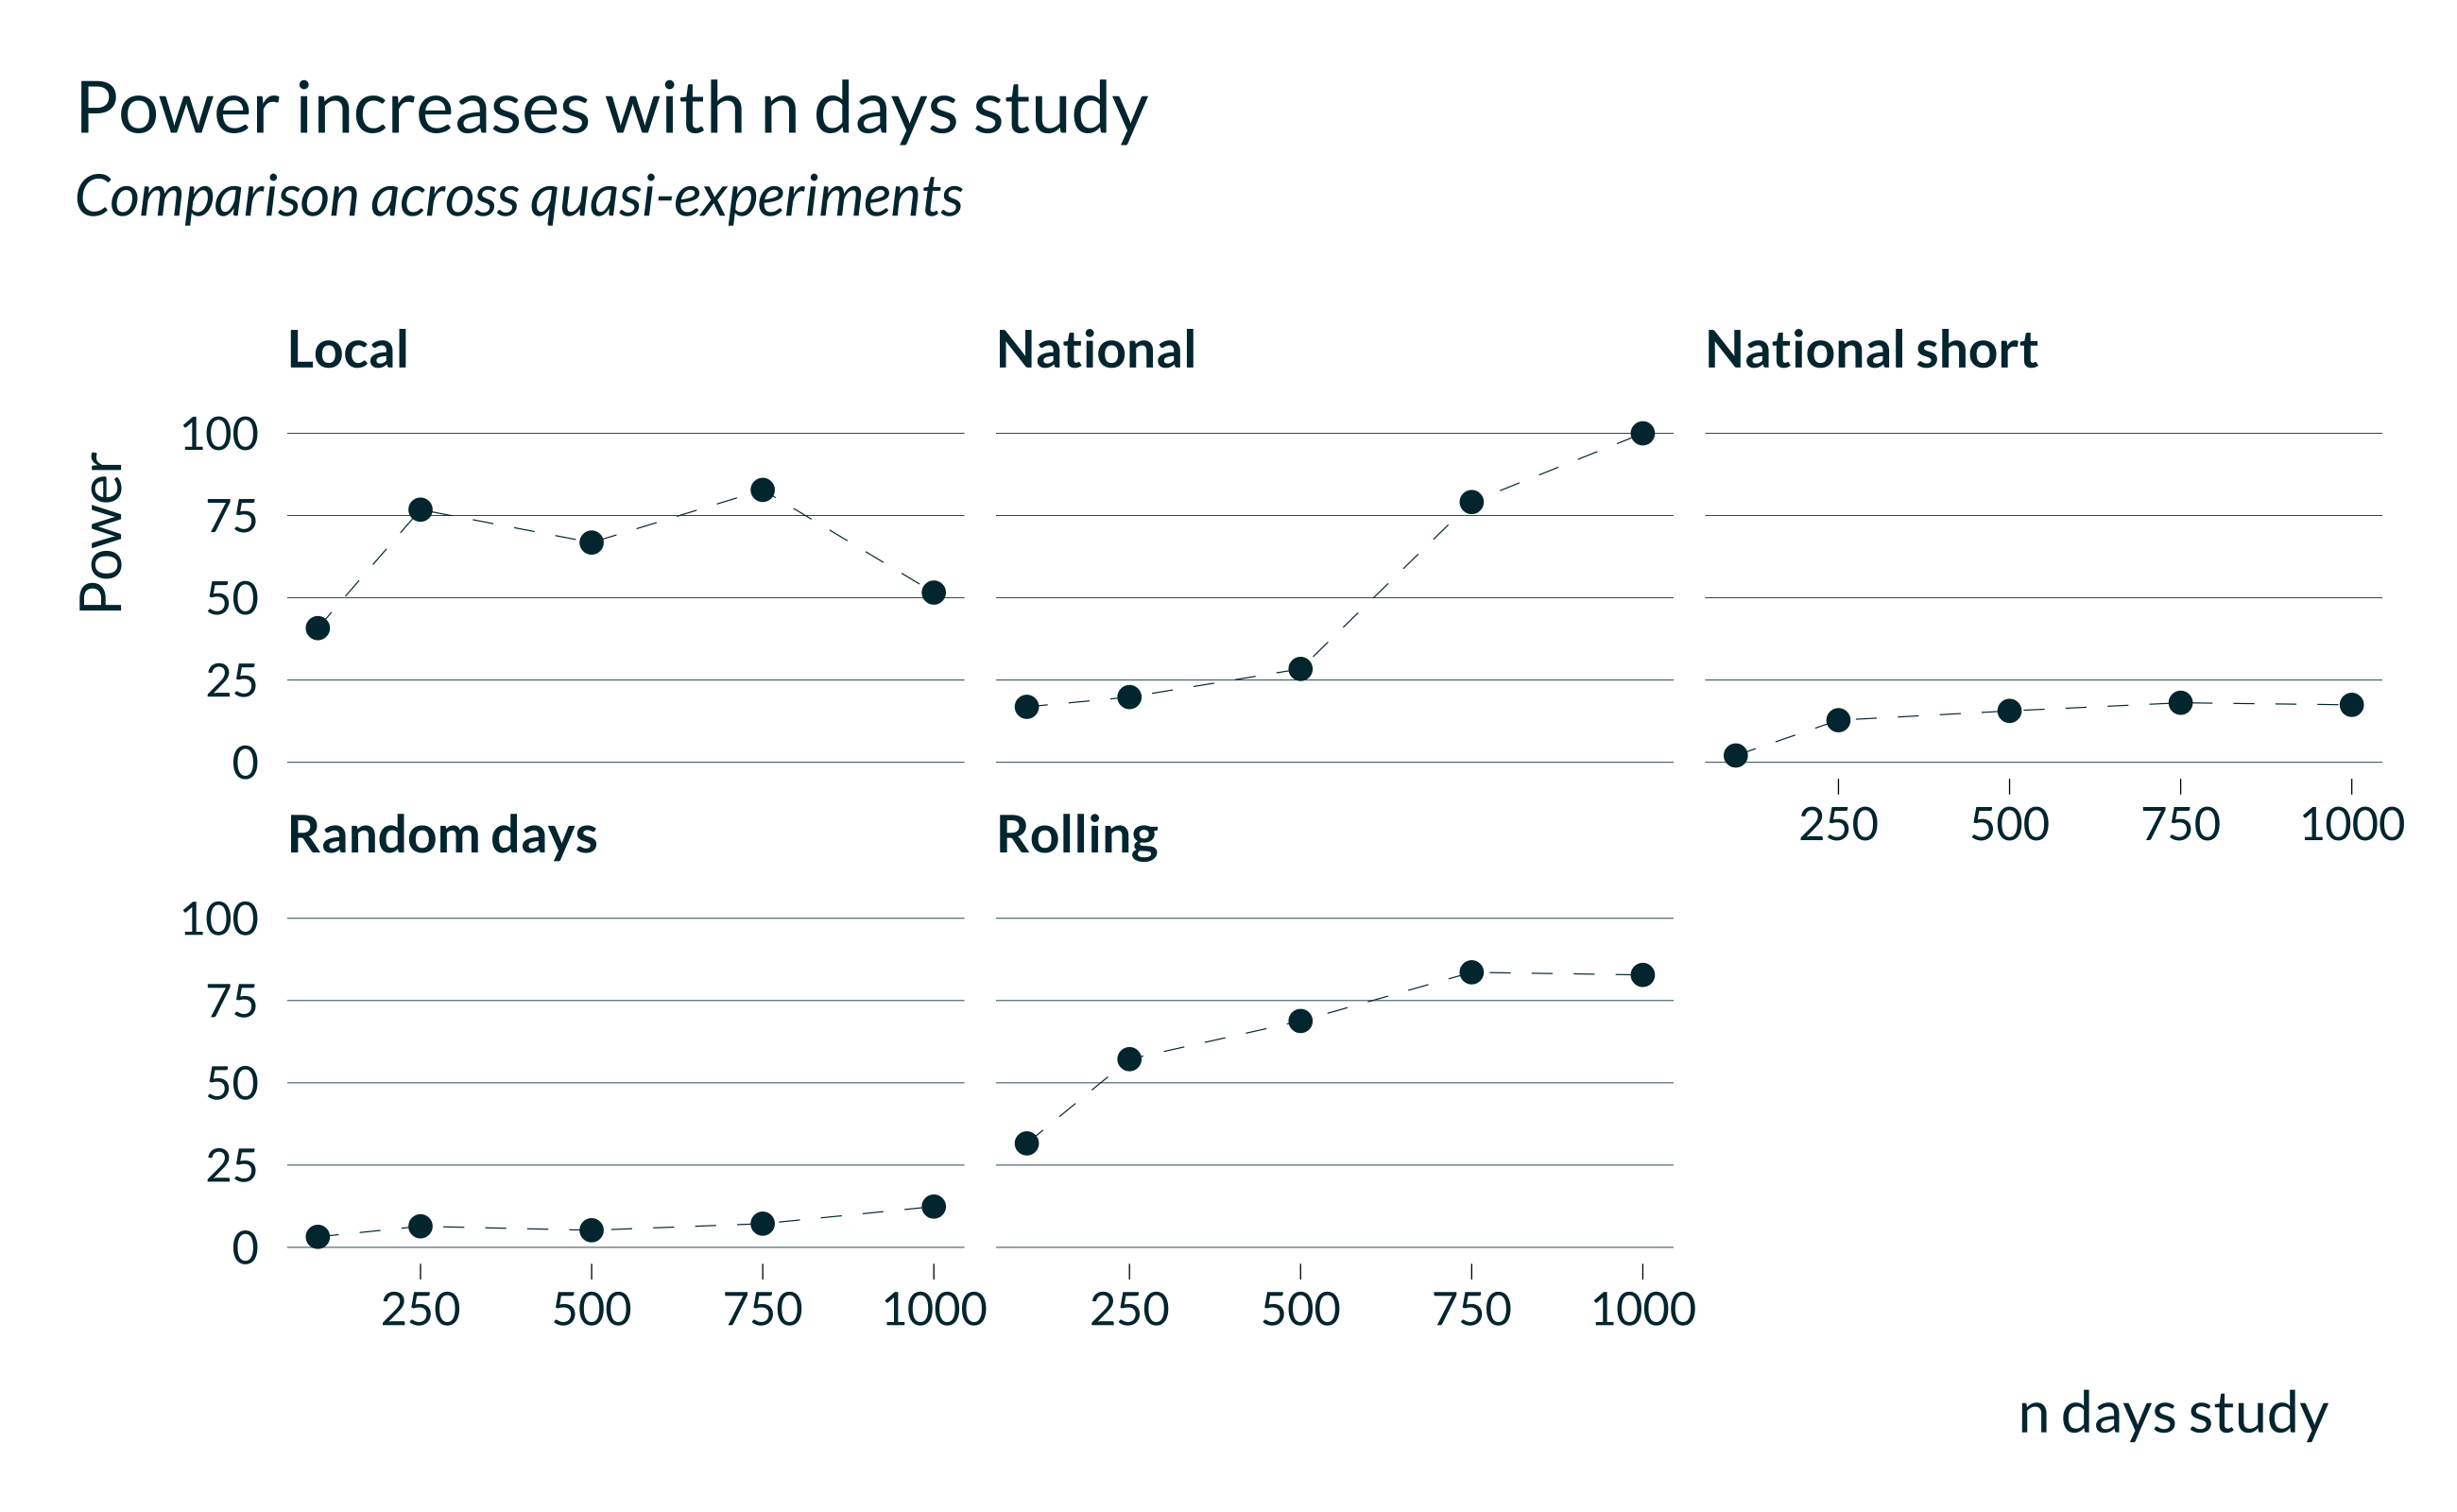 Power increases with n days study
Comparison across quasi-experiments
Local
National
National short
Power
100
75
50
25
0
250
500
750
1000
Random days
Rolling
100
75
50
25
0
250
500
750
1000
250
500
750
1000
n days study